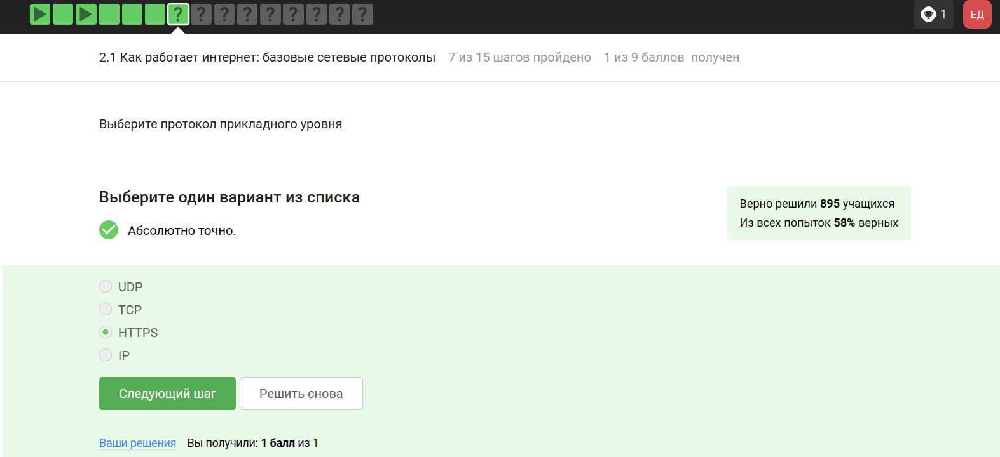 ? ? ? ? ? ? ? ? ? 1 ЕД
2.1 Как работает интернет: базовые сетевые протоколы 7 из 15 шагов пройдено 1 из 9 баллов получен
Выберите протокол прикладного уровня
Выберите один вариант из списка
Верно решили 895 учащихся
Из всех попыток 58% верных
Абсолютно точно.
UDP
TCP
HTTPS
IP
Следующий шаг Решить снова
Ваши решения Вы получили: 1 балл из 1